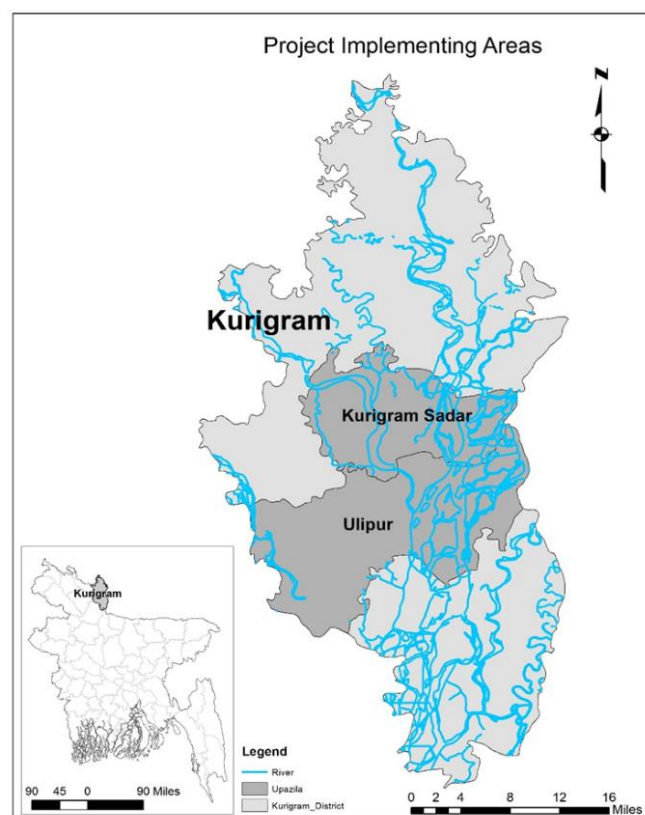 Project Implementing Areas
N
Kurigram
Kurigram Sadar
Ulipur
Kurigram
90 45 0 90 Miles
Legend
River
Upazila
Kurigram_District
0 2 4 8 12 16
Miles